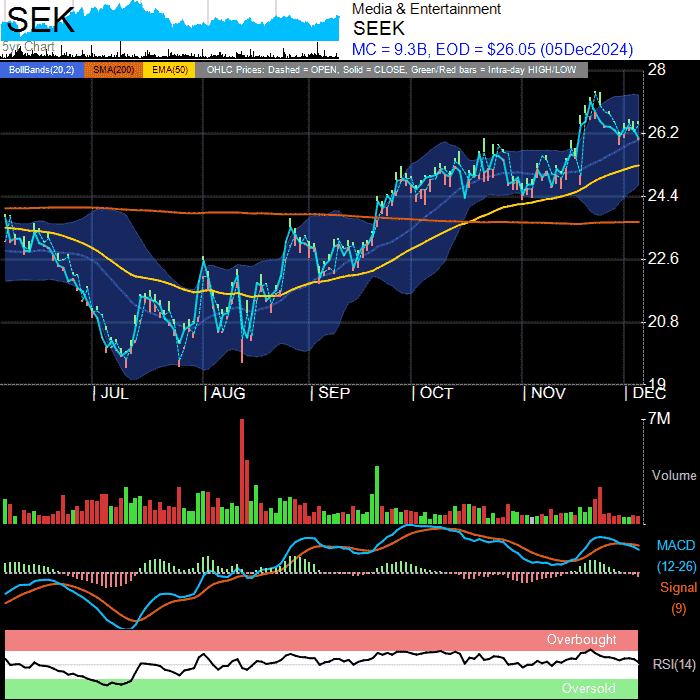 SEK
5yr Chart
Media & Entertainment
SEEK
MC = 9.3B, EOD = $26.05 (05Dec2024)
BollBands(20,2) SMA(200) EMA(50) OHLC Prices: Dashed = OPEN, Solid = CLOSE, Green/Red bars = Intra-day HIGH/LOW
28
26.2
24.4
22.6
20.8
19
| JUL | AUG | SEP | OCT | NOV | DEC
7M
Volume
MACD
(12-26)
Signal
(9)
Overbought
RSI(14)
Oversold